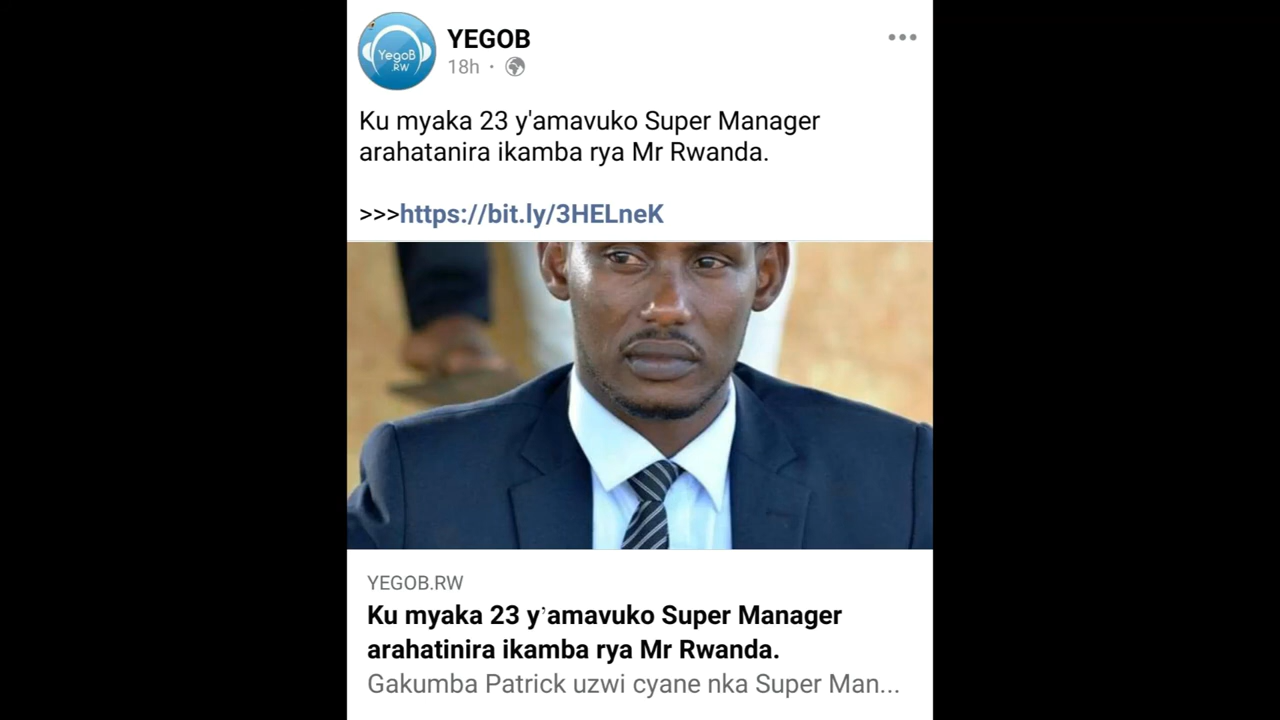 YegoB
.RW
YEGOB
18h ·
Ku myaka 23 y'amavuko Super Manager
arahatanira ikamba rya Mr Rwanda.
>>>https://bit.ly/3HELneK
YEGOB.RW
Ku myaka 23 y’amavuko Super Manager
arahatinira ikamba rya Mr Rwanda.
Gakumba Patrick uzwi cyane nka Super Man...